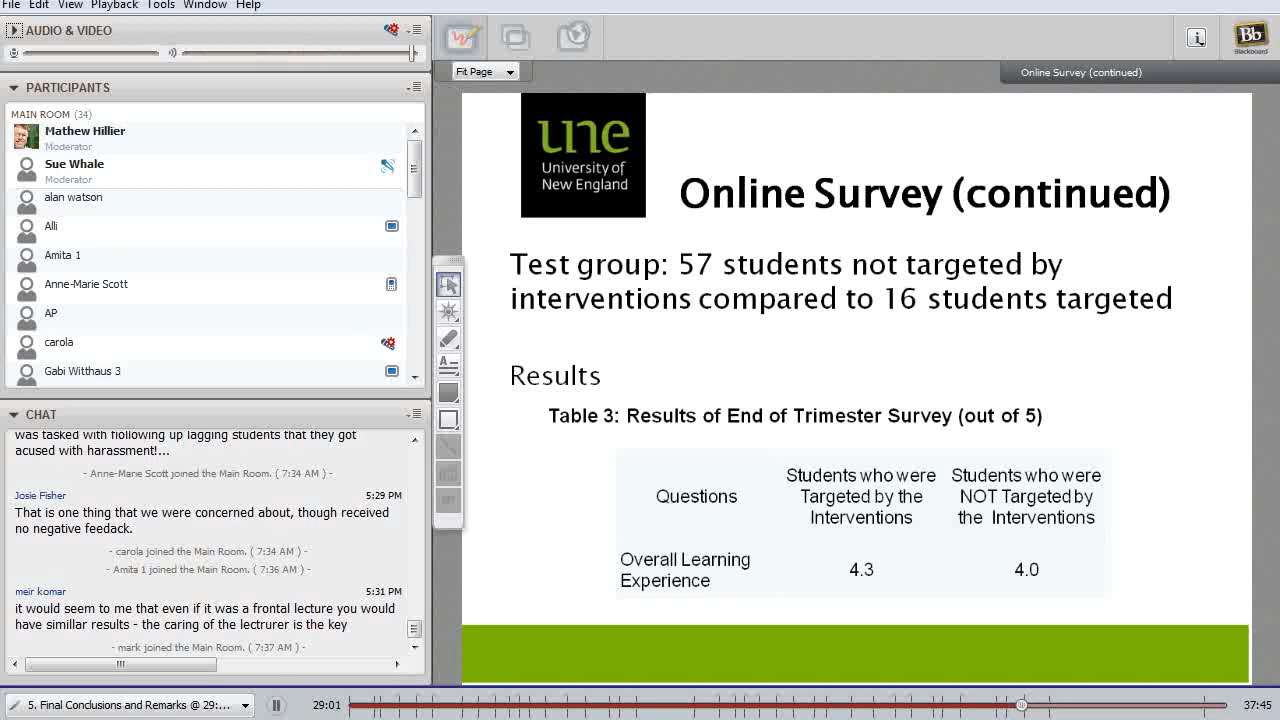 File Edit View Playback Tools Window Help
AUDIO & VIDEO
PARTICIPANTS
MAIN ROOM (34)
Mathew Hillier
Moderator
Sue Whale
Moderator
alan watson
Alli
Amita 1
Anne-Marie Scott
AP
carola
Gabi Witthaus 3
CHAT
was tasked with hollowing up lagging students that they got
acused with harassment!...
- Anne-Marie Scott joined the Main Room. ( 7:34 AM ) -
Josie Fisher 5:29 PM
That is one thing that we were concerned about, though received
no negative feedack.
- carola joined the Main Room. ( 7:34 AM ) -
- Amita 1 joined the Main Room. ( 7:36 AM ) -
meir komar 5:31 PM
it would seem to me that even if it was a frontal lecture you would
have simillar results - the caring of the lectrurer is the key
- mark joined the Main Room. ( 7:37 AM ) -
5. Final Conclusions and Remarks @ 29:...
29:01
37:45
Fit Page
Bb
Blackboard
Online Survey (continued)
une
University of
New England
Online Survey (continued)
Test group: 57 students not targeted by
interventions compared to 16 students targeted
Results
Table 3: Results of End of Trimester Survey (out of 5)
Questions
Students who were
Targeted by the
Interventions
Students who were
NOT Targeted by
the Interventions
Overall Learning
Experience
4.3
4.0